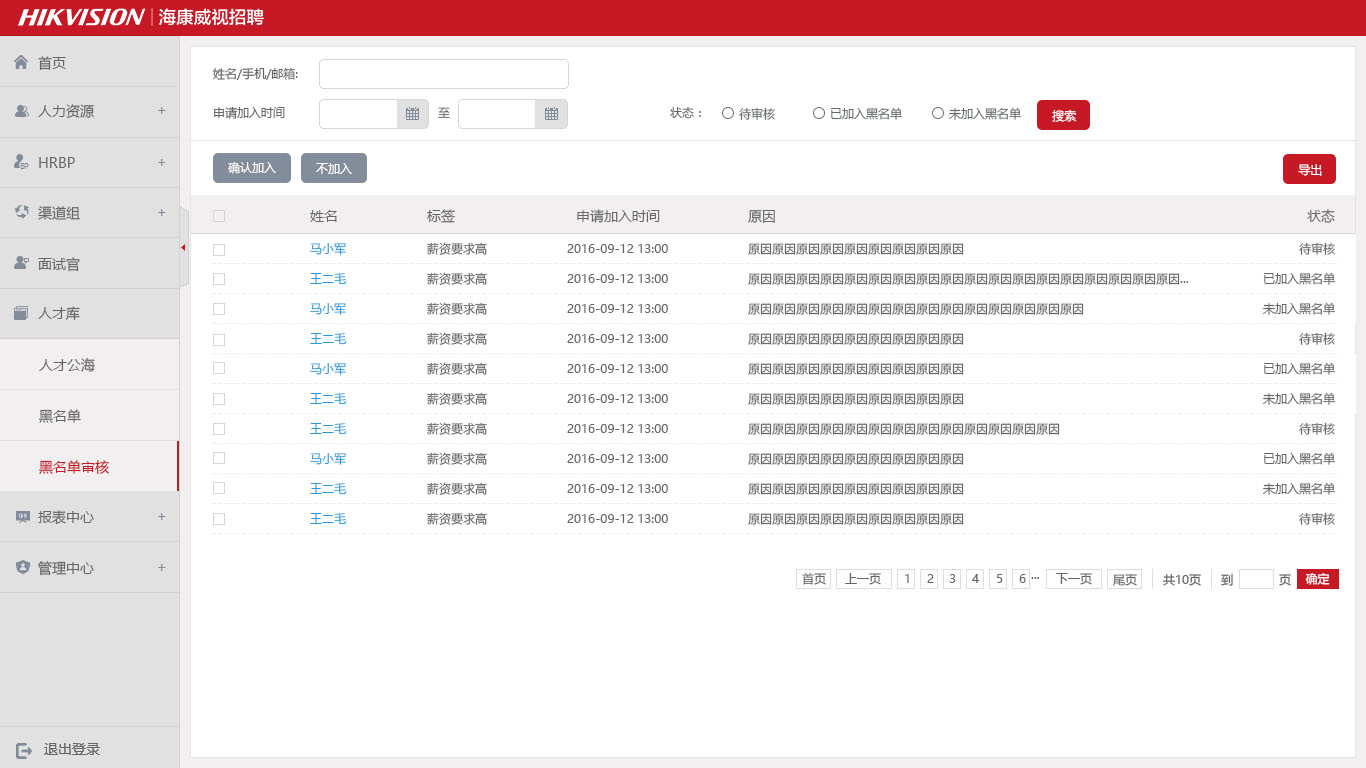 HIKVISION 海康威视招聘
首页
人力资源 +
HRBP +
渠道组 +
面试官
人才库
人才公海
黑名单
黑名单审核
报表中心 +
管理中心 +
退出登录
姓名/手机/邮箱:
申请加入时间 至 状态： 待审核 已加入黑名单 未加入黑名单 搜索
确认加入 不加入 导出
姓名 标签 申请加入时间 原因 状态
马小军 薪资要求高 2016-09-12 13:00 原因原因原因原因原因原因原因原因原因 待审核
王二毛 薪资要求高 2016-09-12 13:00 原因原因原因原因原因原因原因原因原因原因原因原因原因原因原因原因原因原因... 已加入黑名单
马小军 薪资要求高 2016-09-12 13:00 原因原因原因原因原因原因原因原因原因原因原因原因原因原因 未加入黑名单
王二毛 薪资要求高 2016-09-12 13:00 原因原因原因原因原因原因原因原因原因 待审核
马小军 薪资要求高 2016-09-12 13:00 原因原因原因原因原因原因原因原因原因 已加入黑名单
王二毛 薪资要求高 2016-09-12 13:00 原因原因原因原因原因原因原因原因原因 未加入黑名单
王二毛 薪资要求高 2016-09-12 13:00 原因原因原因原因原因原因原因原因原因原因原因原因原因 待审核
马小军 薪资要求高 2016-09-12 13:00 原因原因原因原因原因原因原因原因原因 已加入黑名单
王二毛 薪资要求高 2016-09-12 13:00 原因原因原因原因原因原因原因原因原因 未加入黑名单
王二毛 薪资要求高 2016-09-12 13:00 原因原因原因原因原因原因原因原因原因 待审核
首页 上一页 1 2 3 4 5 6 ... 下一页 尾页 共10页 到 页 确定